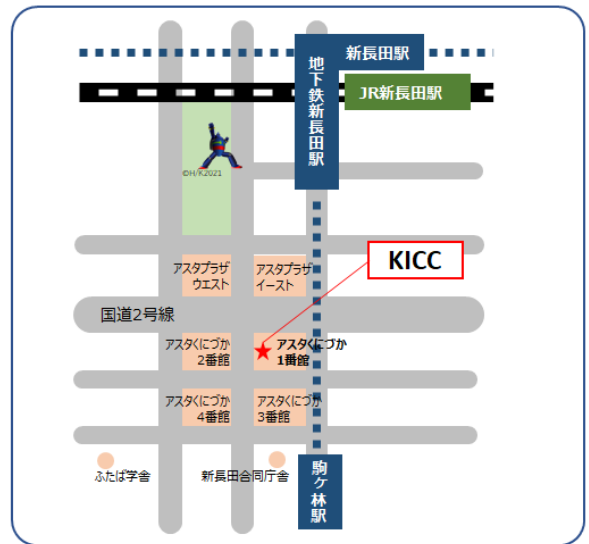 新長田駅
地下鉄新長田駅
JR新長田駅
©H/K2021
アスタプラザ
ウエスト
アスタプラザ
イースト
KICC
国道2号線
アスタくにづか
2番館
アスタくにづか
1番館
アスタくにづか
4番館
アスタくにづか
3番館
ふたば学舎
新長田合同庁舎
駒ケ林駅